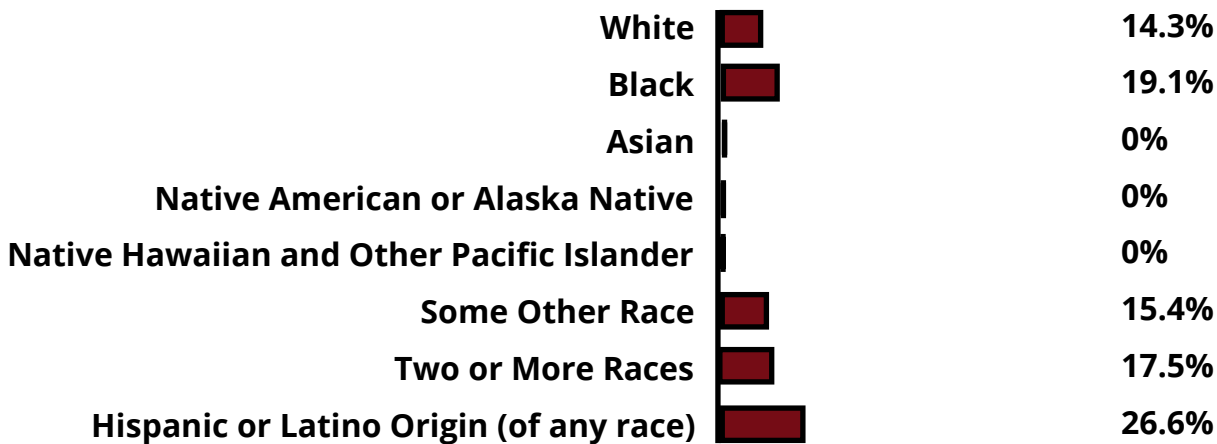 White 14.3%
Black 19.1%
Asian 0%
Native American or Alaska Native 0%
Native Hawaiian and Other Pacific Islander 0%
Some Other Race 15.4%
Two or More Races 17.5%
Hispanic or Latino Origin (of any race) 26.6%